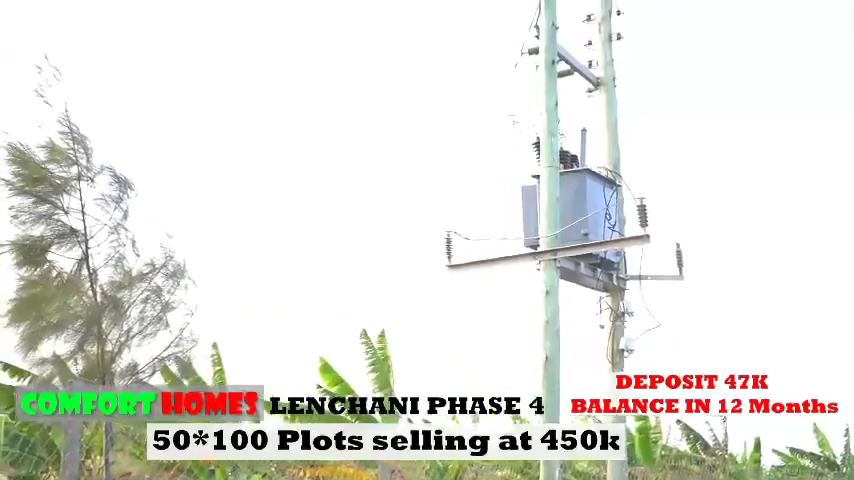 COMFORT HOMES
LENCHANI PHASE 4
50*100 Plots selling at 450k
DEPOSIT 47K
BALANCE IN 12 Months